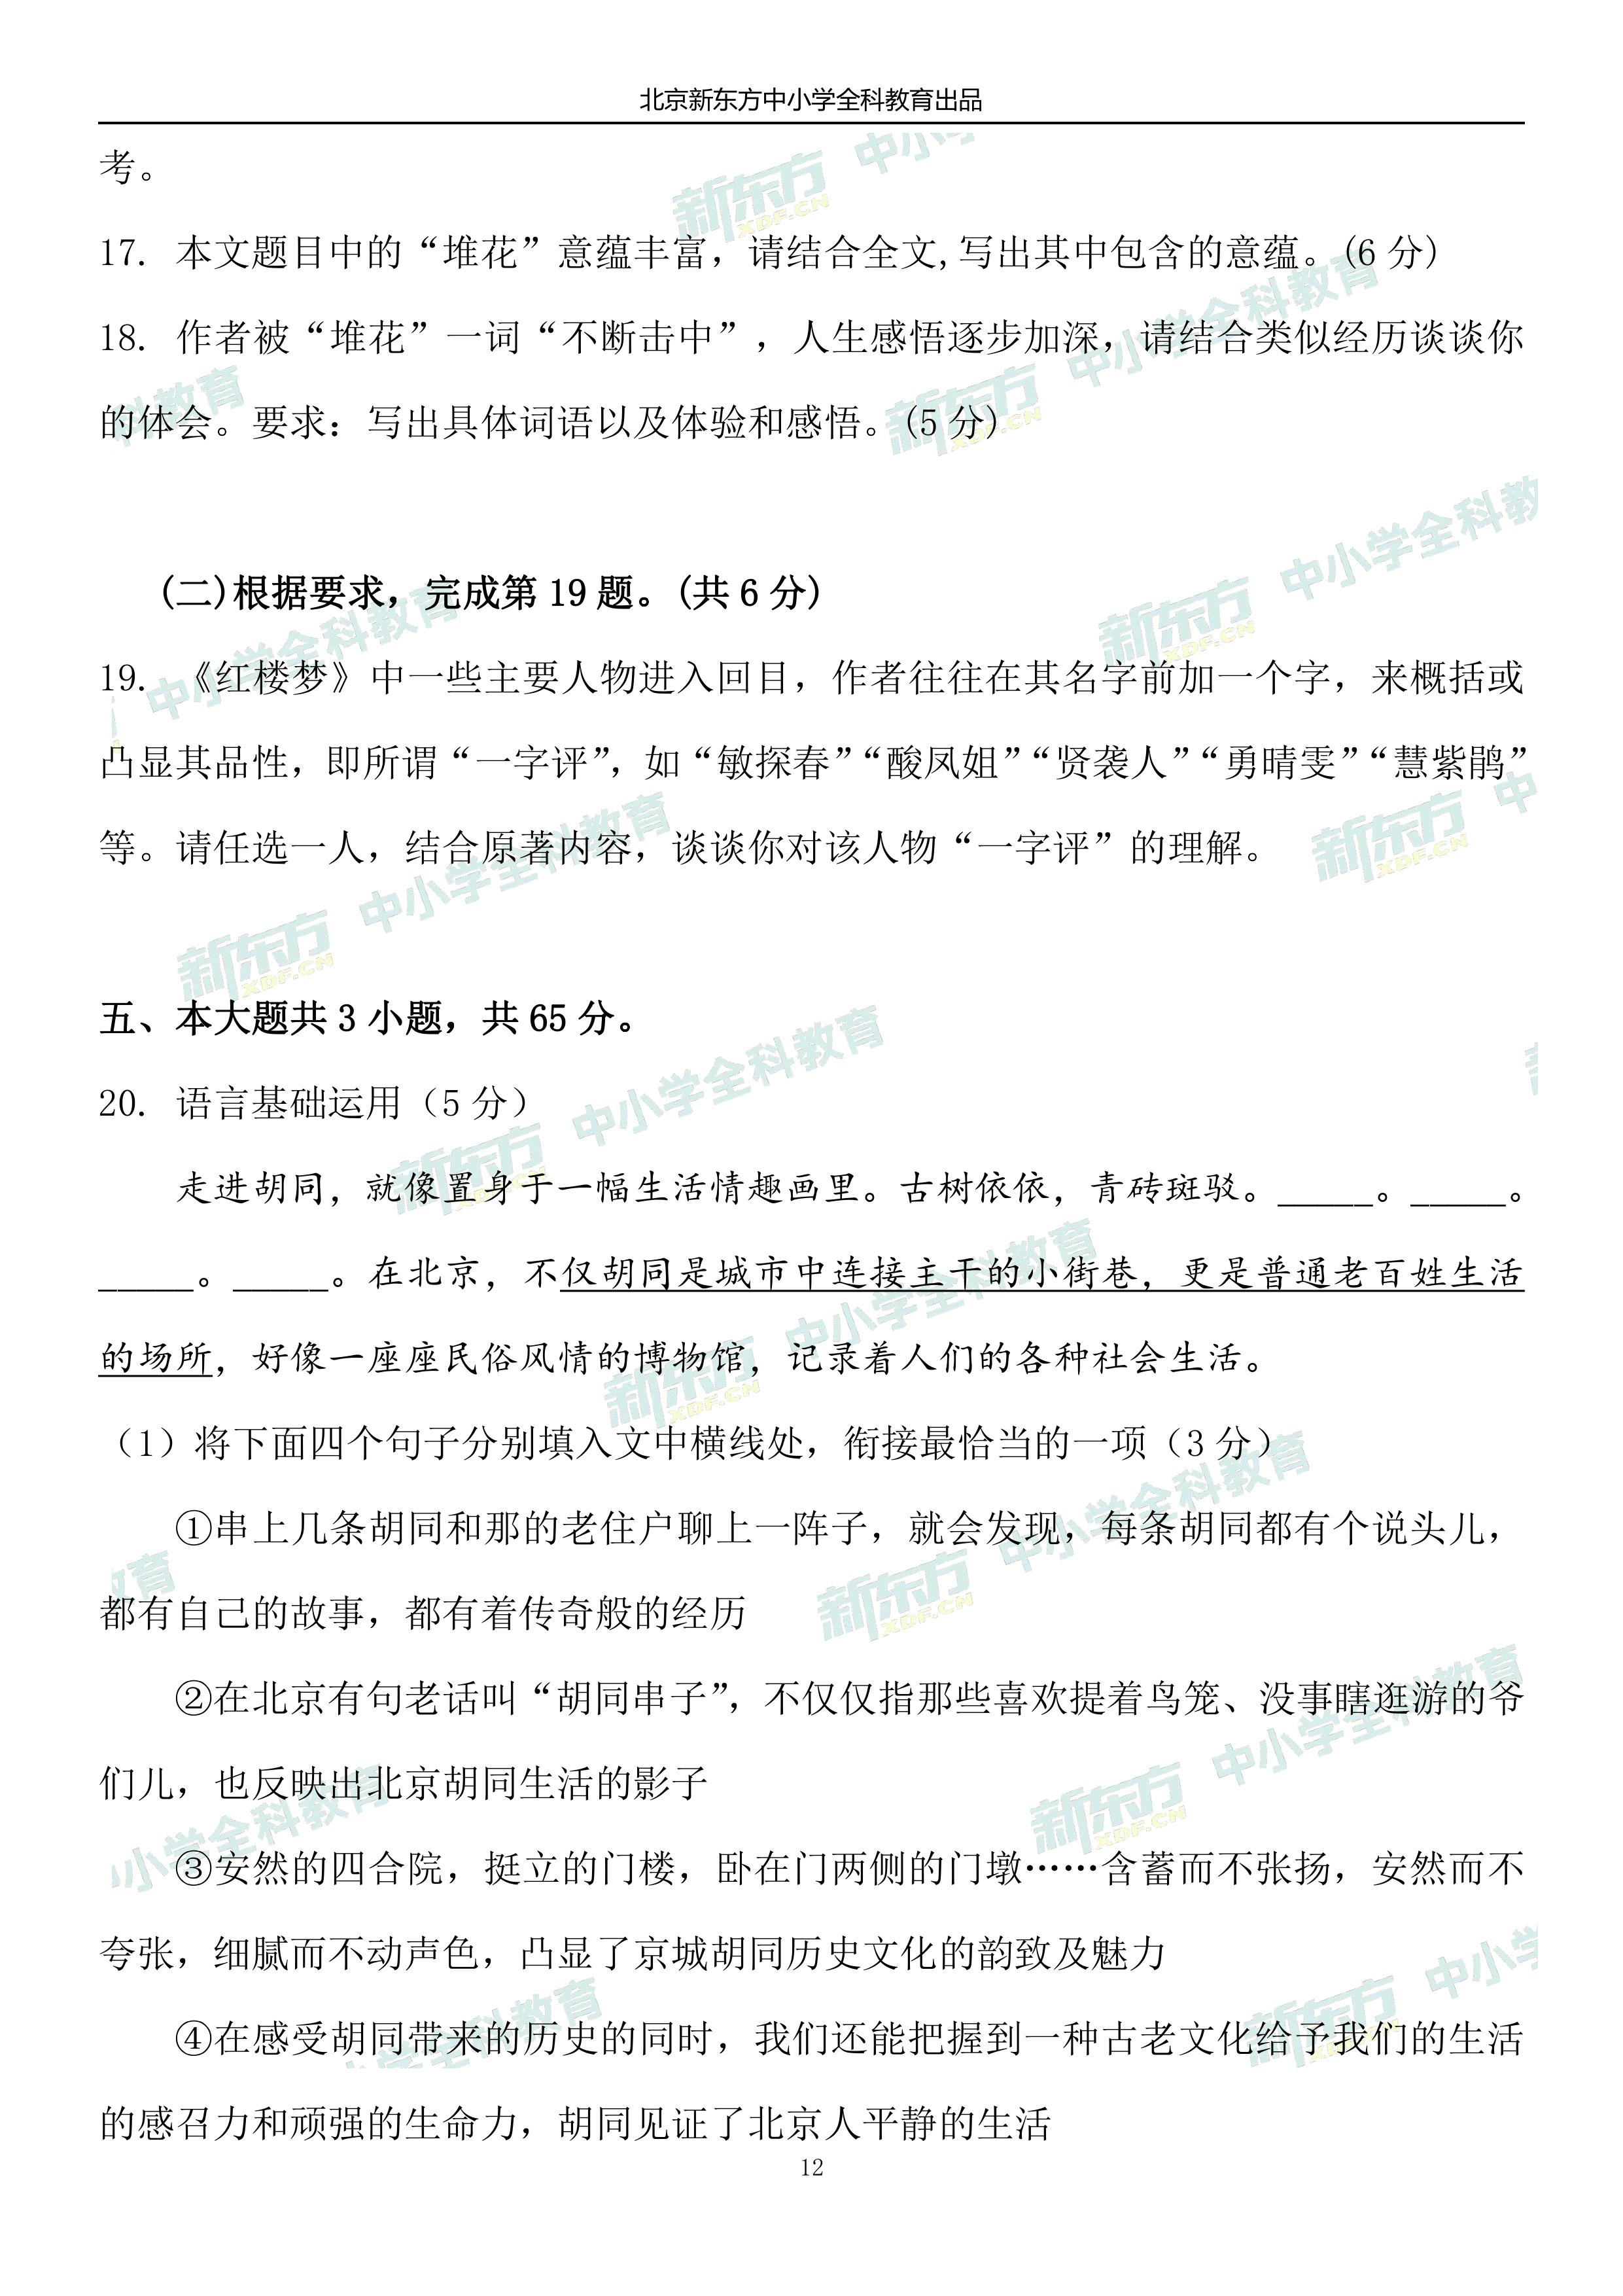 北京新东方中小学全科教育出品
考。
17. 本文题目中的“堆花”意蕴丰富，请结合全文,写出其中包含的意蕴。(6 分)
18. 作者被“堆花”一词“不断击中”，人生感悟逐步加深，请结合类似经历谈谈你
的体会。要求：写出具体词语以及体验和感悟。(5 分)
(二)根据要求，完成第 19 题。(共 6 分)
19. 《红楼梦》中一些主要人物进入回目，作者往往在其名字前加一个字，来概括或
凸显其品性，即所谓“一字评”，如“敏探春”“酸凤姐”“贤袭人”“勇晴雯”“慧紫鹃”
等。请任选一人，结合原著内容，谈谈你对该人物“一字评”的理解。
五、本大题共 3 小题，共 65 分。
20. 语言基础运用（5 分）
走进胡同，就像置身于一幅生活情趣画里。古树依依，青砖斑驳。_____。_____。
_____。_____。在北京，不仅胡同是城市中连接主干的小街巷，更是普通老百姓生活
的场所，好像一座座民俗风情的博物馆，记录着人们的各种社会生活。
（1）将下面四个句子分别填入文中横线处，衔接最恰当的一项（3 分）
①串上几条胡同和那的老住户聊上一阵子，就会发现，每条胡同都有个说头儿，
都有自己的故事，都有着传奇般的经历
②在北京有句老话叫“胡同串子”，不仅仅指那些喜欢提着鸟笼、没事瞎逛游的爷
们儿，也反映出北京胡同生活的影子
③安然的四合院，挺立的门楼，卧在门两侧的门墩……含蓄而不张扬，安然而不
夸张，细腻而不动声色，凸显了京城胡同历史文化的韵致及魅力
④在感受胡同带来的历史的同时，我们还能把握到一种古老文化给予我们的生活
的感召力和顽强的生命力，胡同见证了北京人平静的生活
12